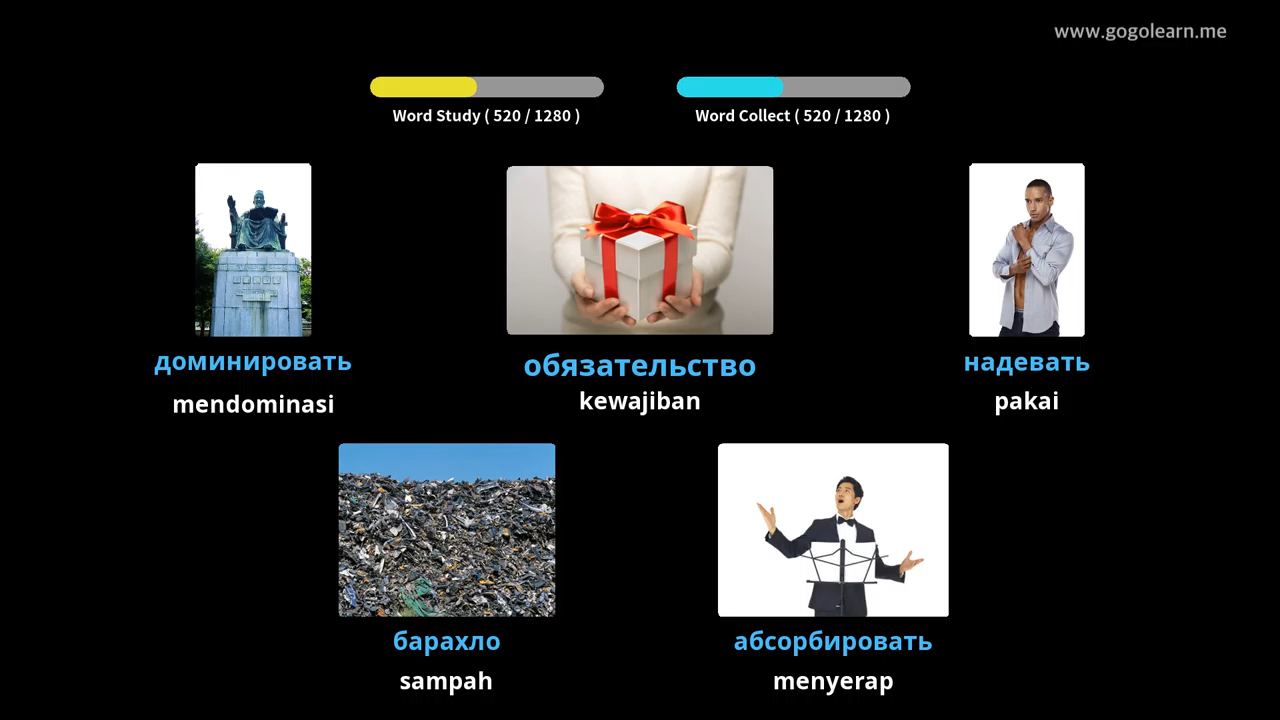 www.gogolearn.me
Word Study ( 520 / 1280 )
Word Collect ( 520 / 1280 )
доминировать
mendominasi
обязательство
kewajiban
надевать
pakai
барахло
sampah
абсорбировать
menyerap